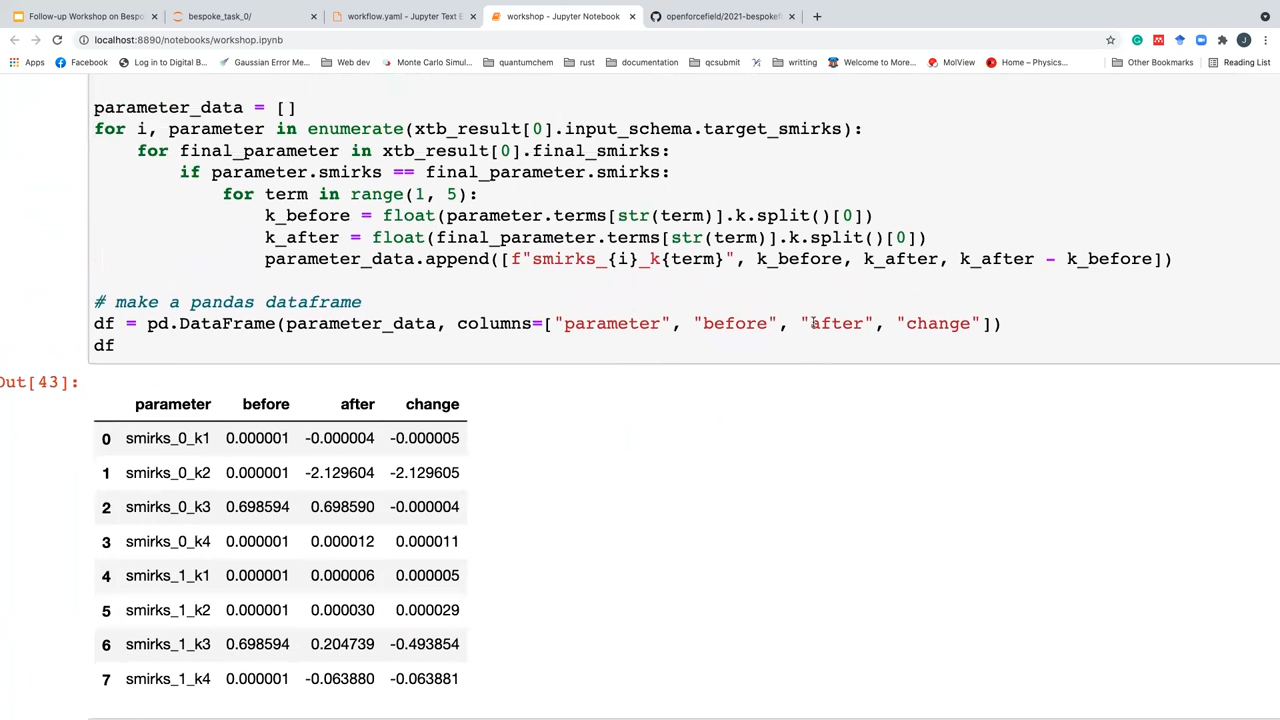 Follow-up Workshop on Bespo
bespoke_task_0/
workflow.yaml - Jupyter Text E
workshop - Jupyter Notebook
openforcefield/2021-bespokef
localhost:8890/notebooks/workshop.ipynb
Apps
Facebook
Log in to Digital B...
Gaussian Error Me...
Web dev
Monte Carlo Simul...
quantumchem
rust
documentation
qcsubmit
writting
Welcome to More...
MolView
Home – Physics...
Other Bookmarks
Reading List
parameter_data = []
for i, parameter in enumerate(xtb_result[0].input_schema.target_smirks):
for final_parameter in xtb_result[0].final_smirks:
if parameter.smirks == final_parameter.smirks:
for term in range(1, 5):
k_before = float(parameter.terms[str(term)].k.split()[0])
k_after = float(final_parameter.terms[str(term)].k.split()[0])
parameter_data.append([f"smirks_{i}_k{term}", k_before, k_after, k_after - k_before])
# make a pandas dataframe
df = pd.DataFrame(parameter_data, columns=["parameter", "before", "after", "change"])
df
Out[43]:
parameter before after change
0 smirks_0_k1 0.000001 -0.000004 -0.000005
1 smirks_0_k2 0.000001 -2.129604 -2.129605
2 smirks_0_k3 0.698594 0.698590 -0.000004
3 smirks_0_k4 0.000001 0.000012 0.000011
4 smirks_1_k1 0.000001 0.000006 0.000005
5 smirks_1_k2 0.000001 0.000030 0.000029
6 smirks_1_k3 0.698594 0.204739 -0.493854
7 smirks_1_k4 0.000001 -0.063880 -0.063881